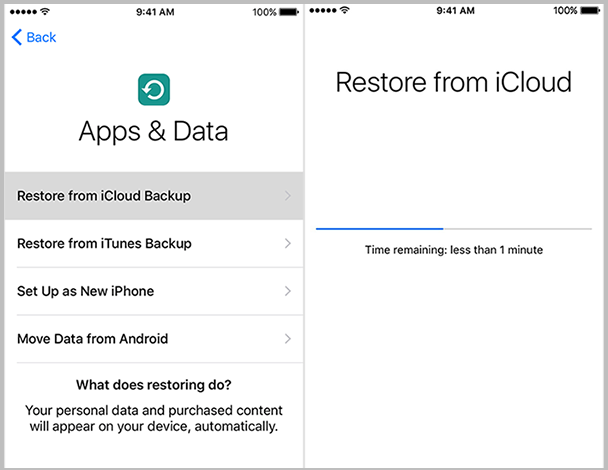 9:41 AM 100%
Back
Apps & Data
Restore from iCloud Backup
Restore from iTunes Backup
Set Up as New iPhone
Move Data from Android
What does restoring do?
Your personal data and purchased content
will appear on your device, automatically.
9:41 AM 100%
Restore from iCloud
Time remaining: less than 1 minute